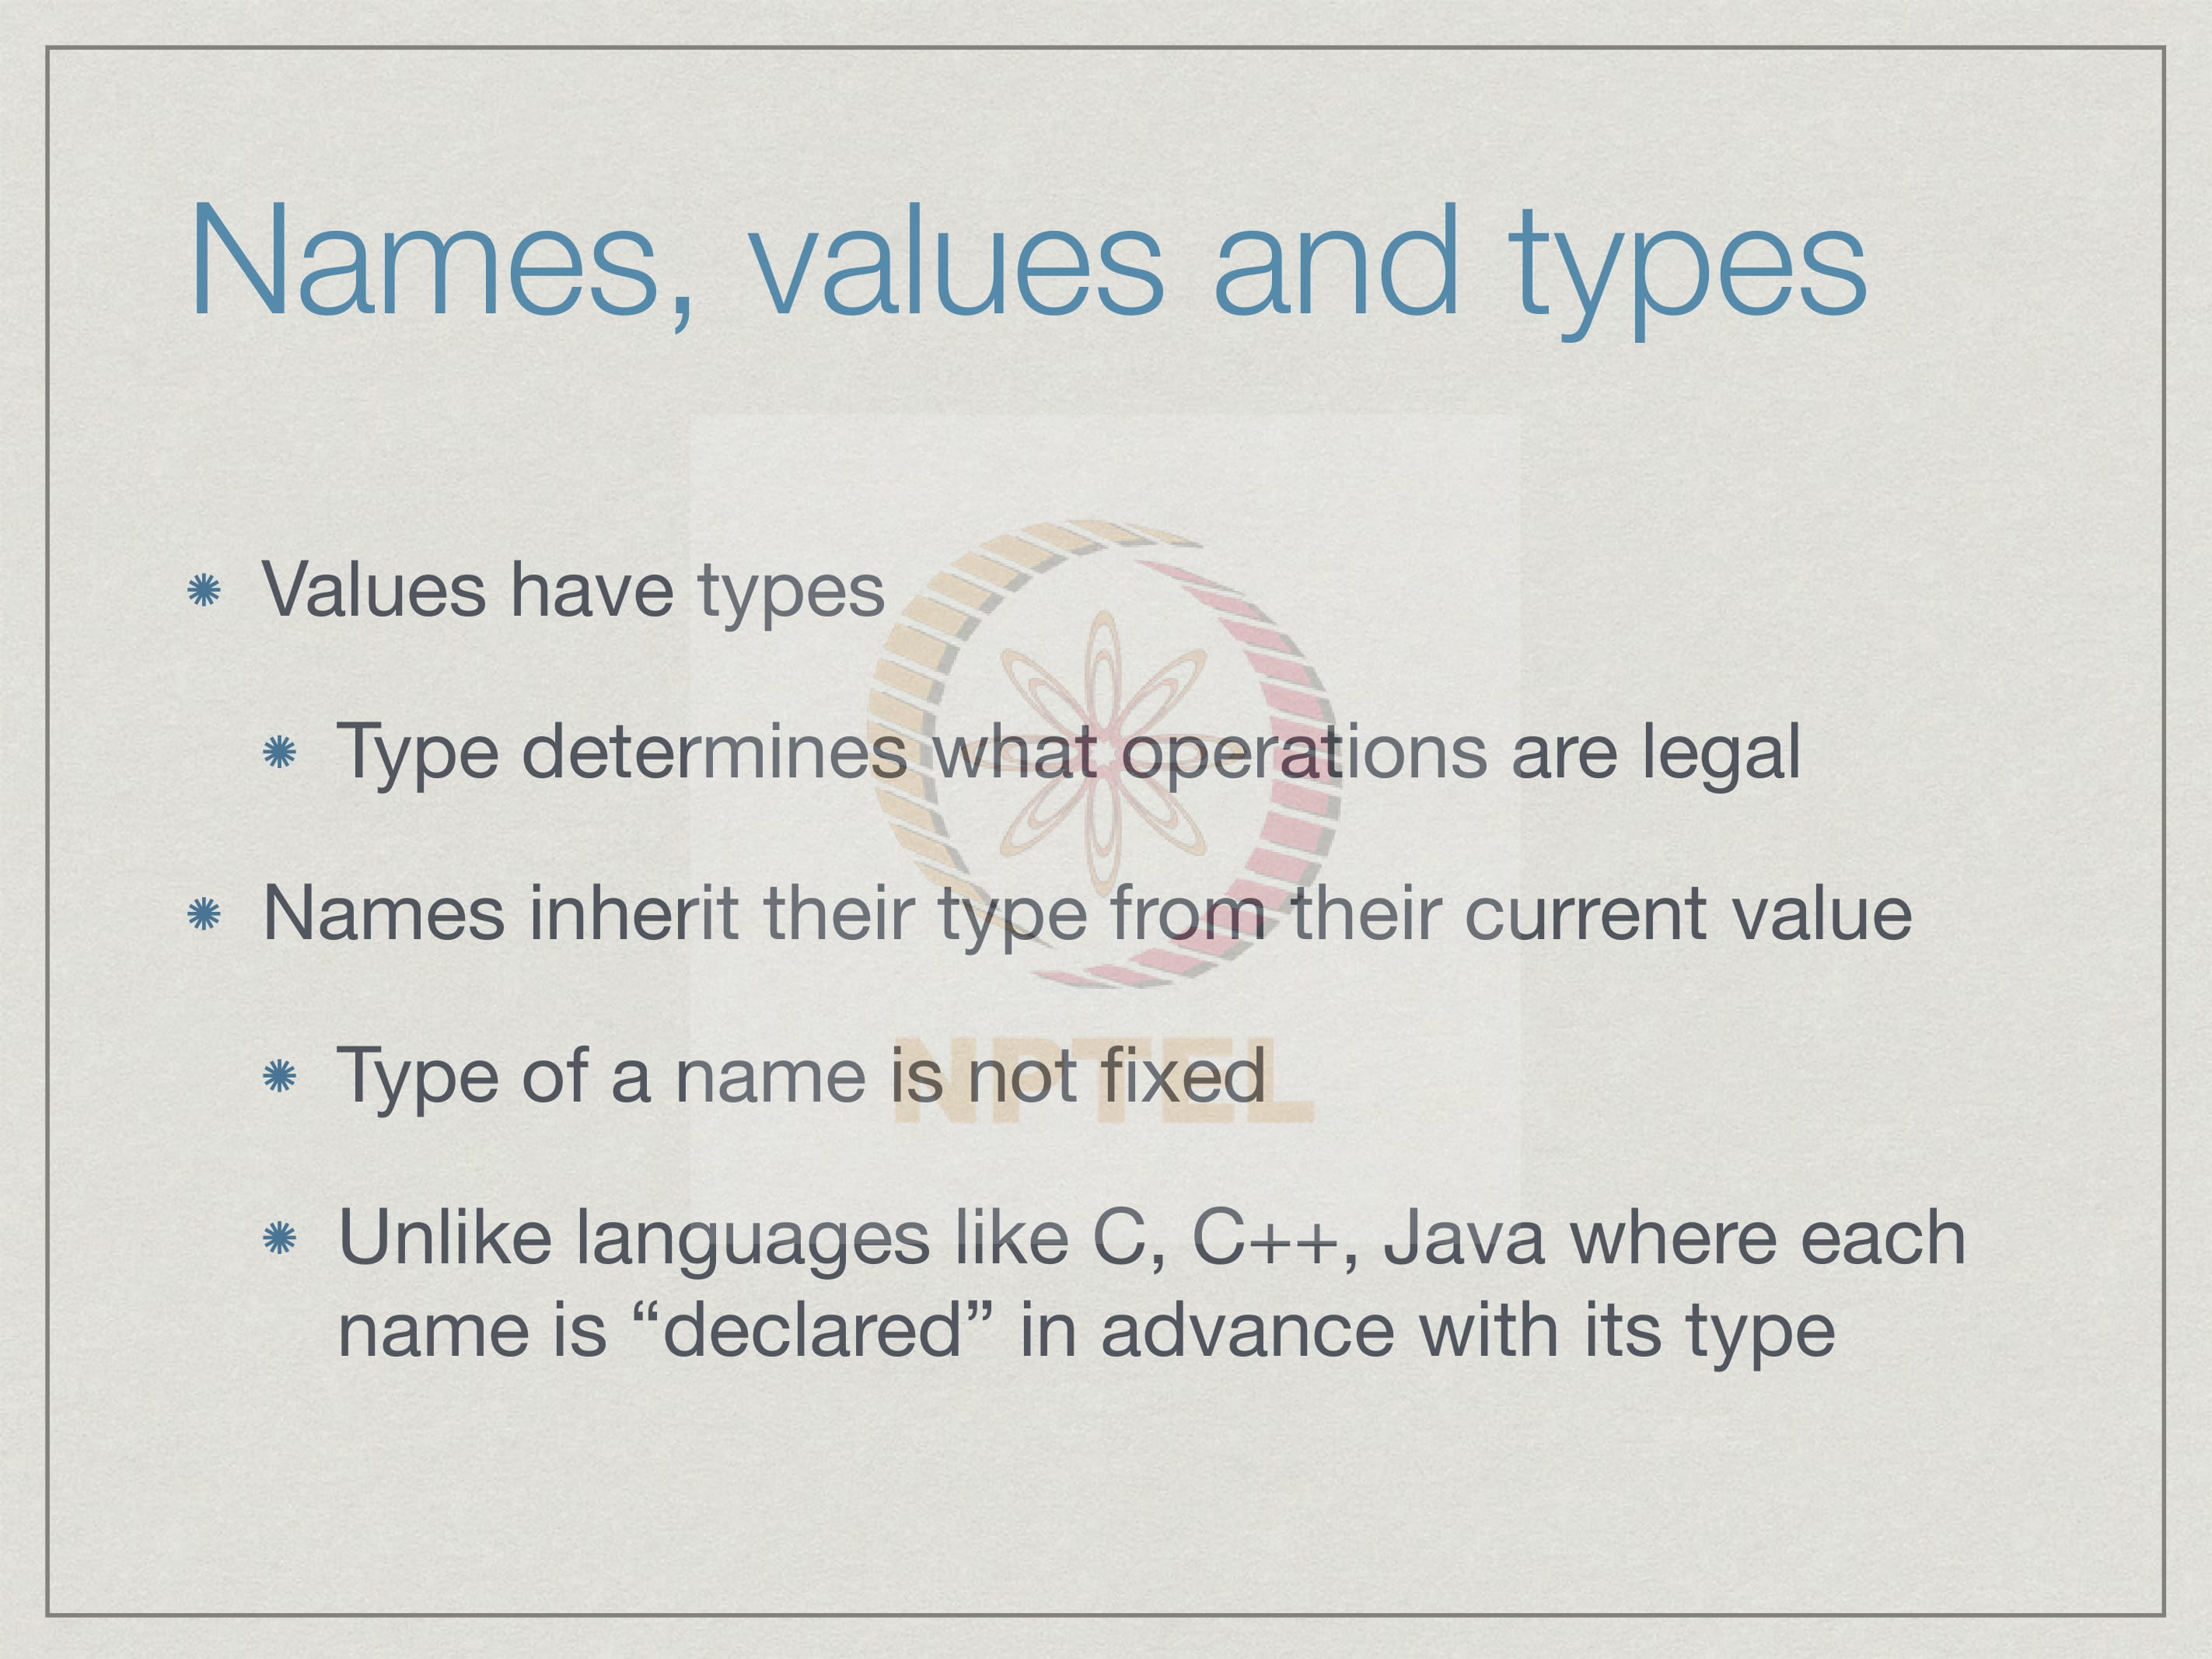 Names, values and types
Values have types
Type determines what operations are legal
Names inherit their type from their current value
Type of a name is not fixed
NPTEL
Unlike languages like C, C++, Java where each
name is “declared” in advance with its type